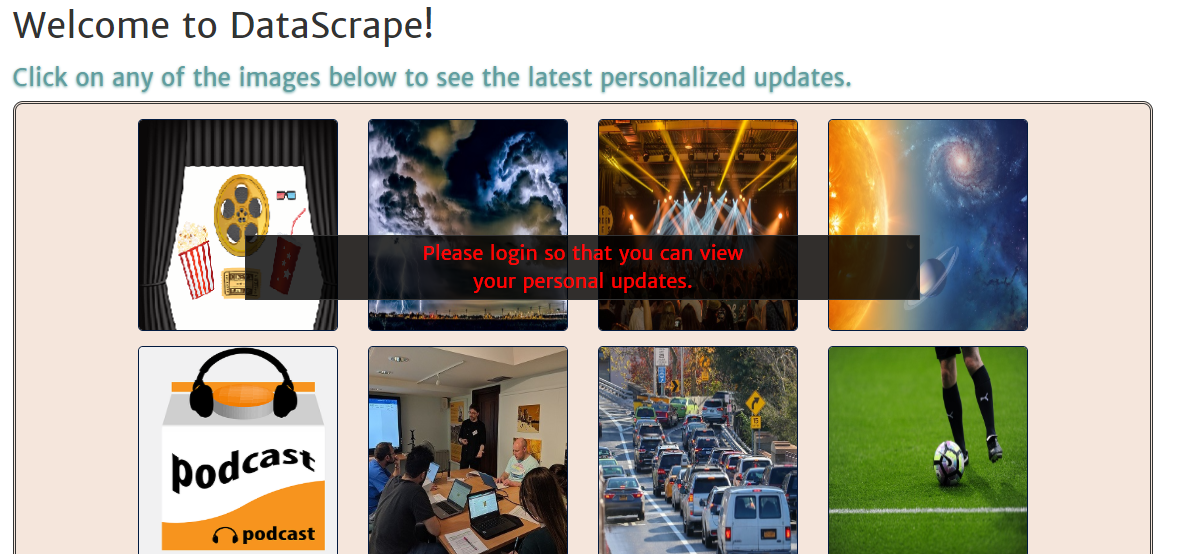 Welcome to DataScrape!
Click on any of the images below to see the latest personalized updates.
Please login so that you can view
your personal updates.
podcast
podcast